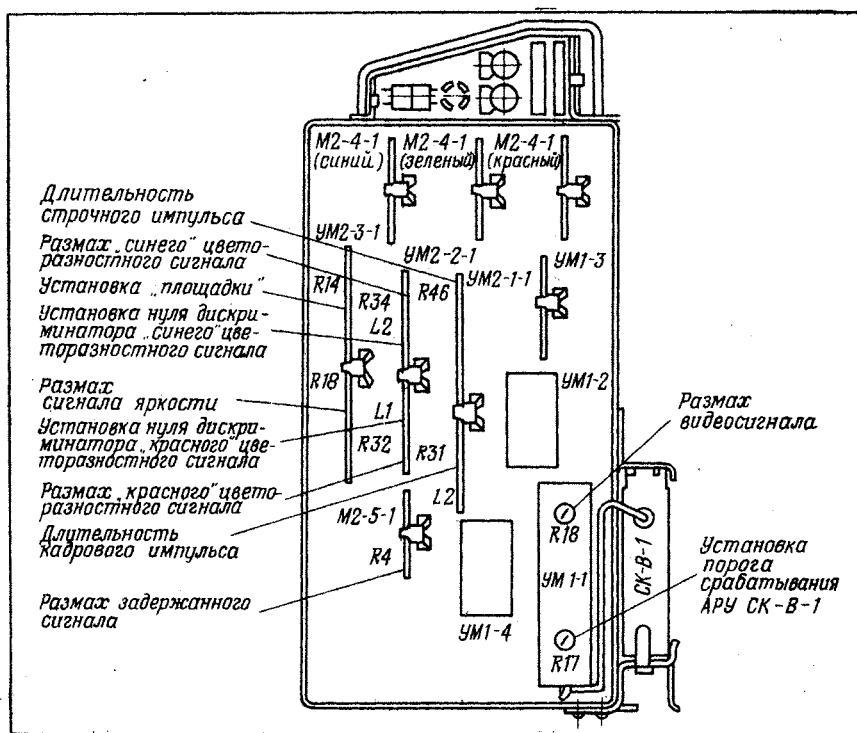 М2-4-1
(синий)
М2-4-1
(зеленый)
М2-4-1
(красный)
Длительность
строчного импульса
Размах „синего" цвето-
разностного сигнала
Установка „площадки"
Установка нуля дискри-
минатора „синего" цве-
торазностного сигнала
Размах
сигнала яркости
Установка нуля дискри-
минатора „красного" цве-
торазностного сигнала
Размах „красного" цвето-
разностного сигнала
Длительность
кадрового импульса
Размах задержанного
сигнала
УМ2-3-1
R14
R18
УМ2-2-1
R34
L2
L1
R32
УМ2-1-1
R46
R31
L2
М2-5-1
R4
УМ1-3
УМ1-2
УМ1-4
R18
УМ 1-1
R17
СК-В-1
Размах
видеосигнала
Установка
порога
срабатывания
АРУ СК-В-1